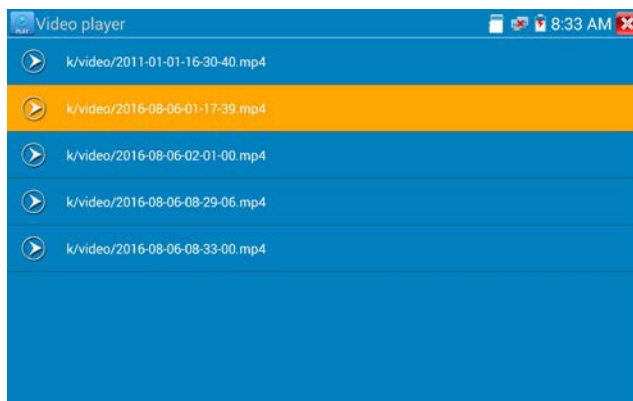 PLAY
Video player
8:33 AM
k/video/2011-01-01-16-30-40.mp4
k/video/2016-08-06-01-17-39.mp4
k/video/2016-08-06-02-01-00.mp4
k/video/2016-08-06-08-29-06.mp4
k/video/2016-08-06-08-33-00.mp4